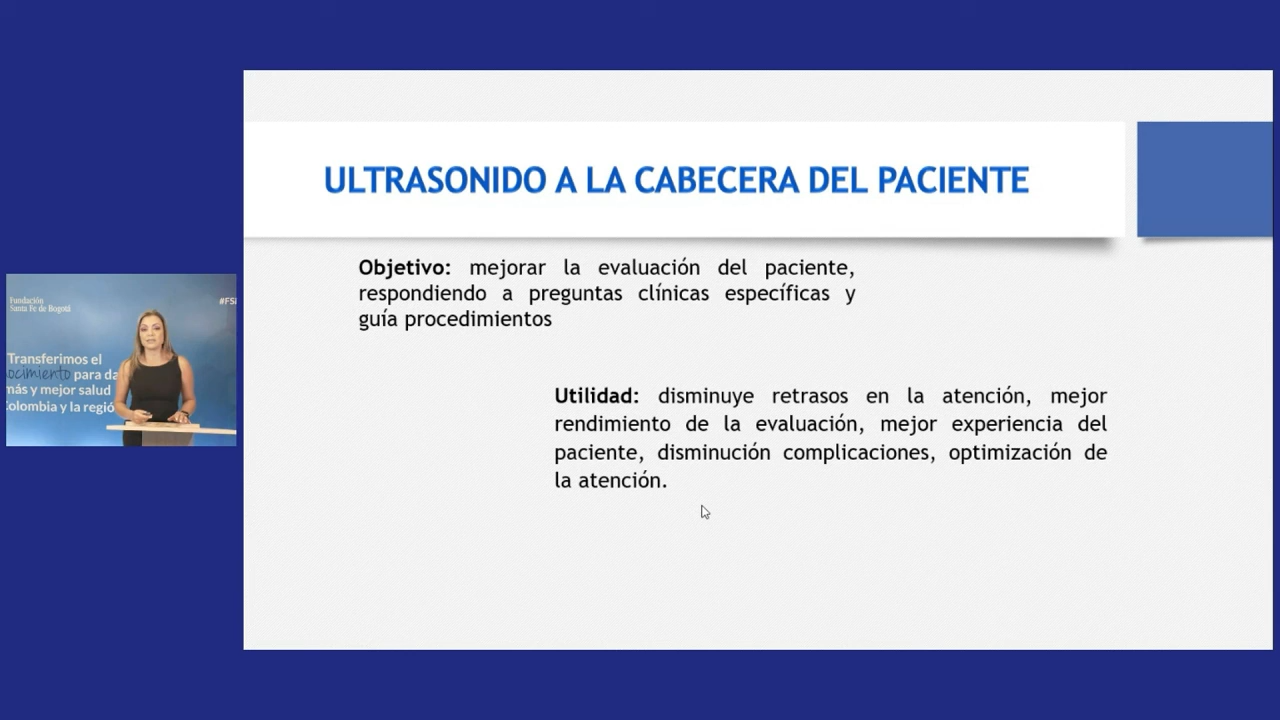 ULTRASONIDO A LA CABECERA DEL PACIENTE
Objetivo: mejorar la evaluación del paciente,
respondiendo a preguntas clínicas específicas y
guía procedimientos
Utilidad: disminuye retrasos en la atención, mejor
rendimiento de la evaluación, mejor experiencia del
paciente, disminución complicaciones, optimización de
la atención.
Fundación
Santa Fe de Bogotá
Transferimos el
para
más y mejor salud
Colombia y la